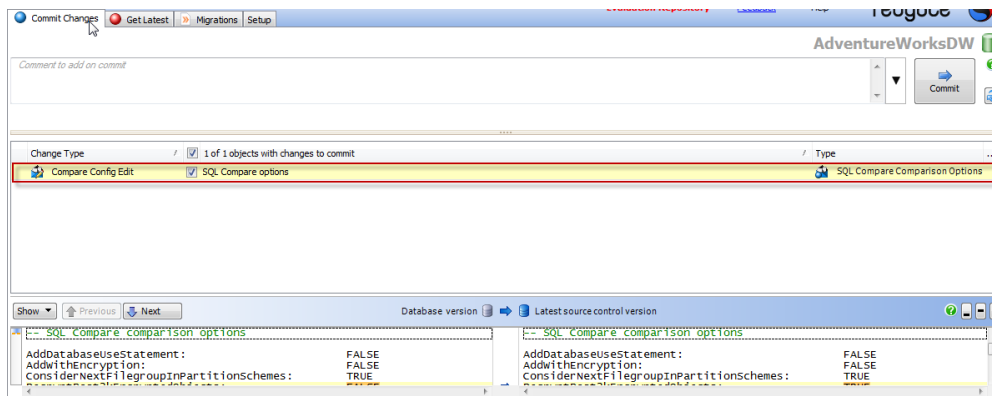 Commit Changes Get Latest Migrations Setup
AdventureWorksDW
Comment to add on commit
Commit
Change Type / 1 of 1 objects with changes to commit / Type ..
Compare Config Edit SQL Compare options SQL Compare Comparison Options
Show Previous Next Database version Latest source control version
-- SQL Compare comparison options -- SQL Compare comparison options
AddDatabaseUseStatement: FALSE AddDatabaseUseStatement: FALSE
AddWithEncryption: FALSE AddWithEncryption: FALSE
ConsiderNextFilegroupInPartitionSchemes: TRUE ConsiderNextFilegroupInPartitionSchemes: TRUE